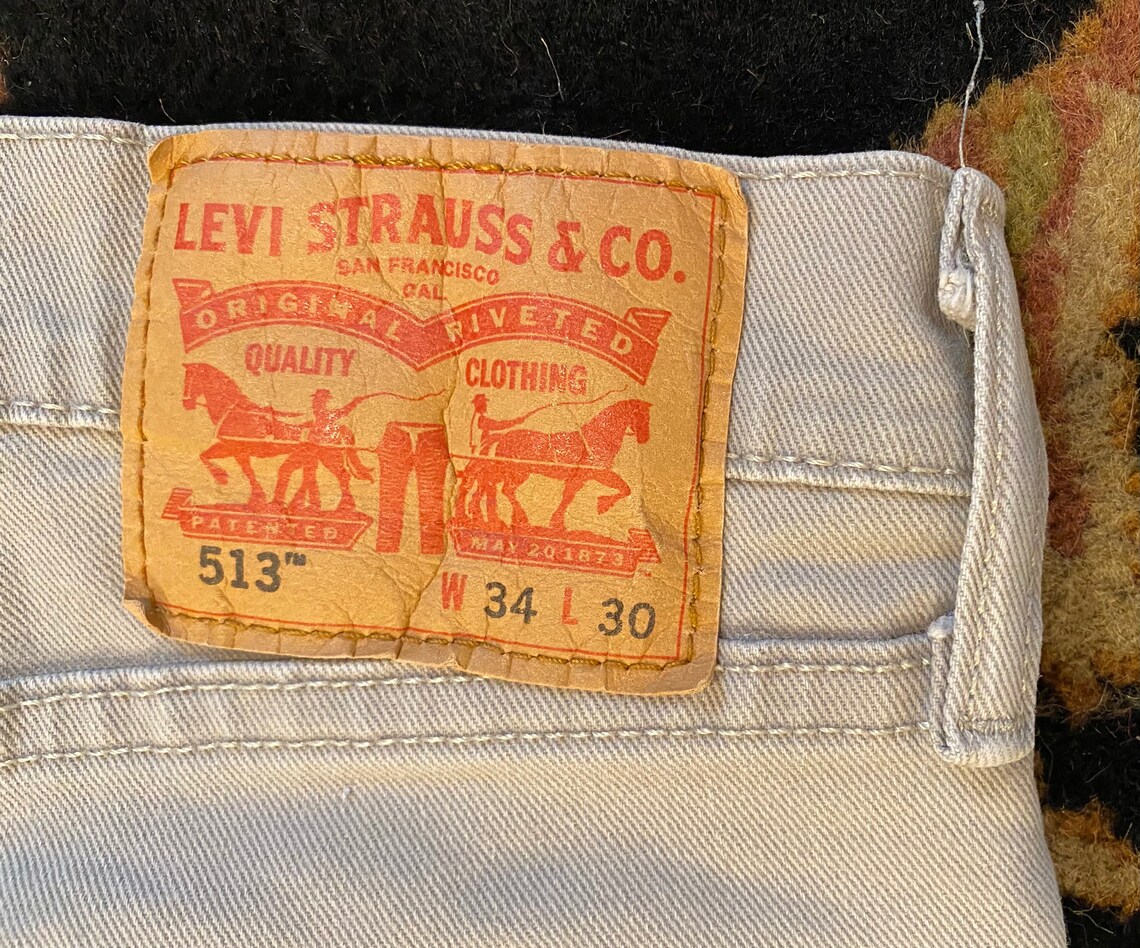 LEVI STRAUSS & CO.
SAN FRANCISCO
CAL
ORIGINAL RIVETED
QUALITY CLOTHING
PATENTED MAY 20 1873
513™ W 34 L 30